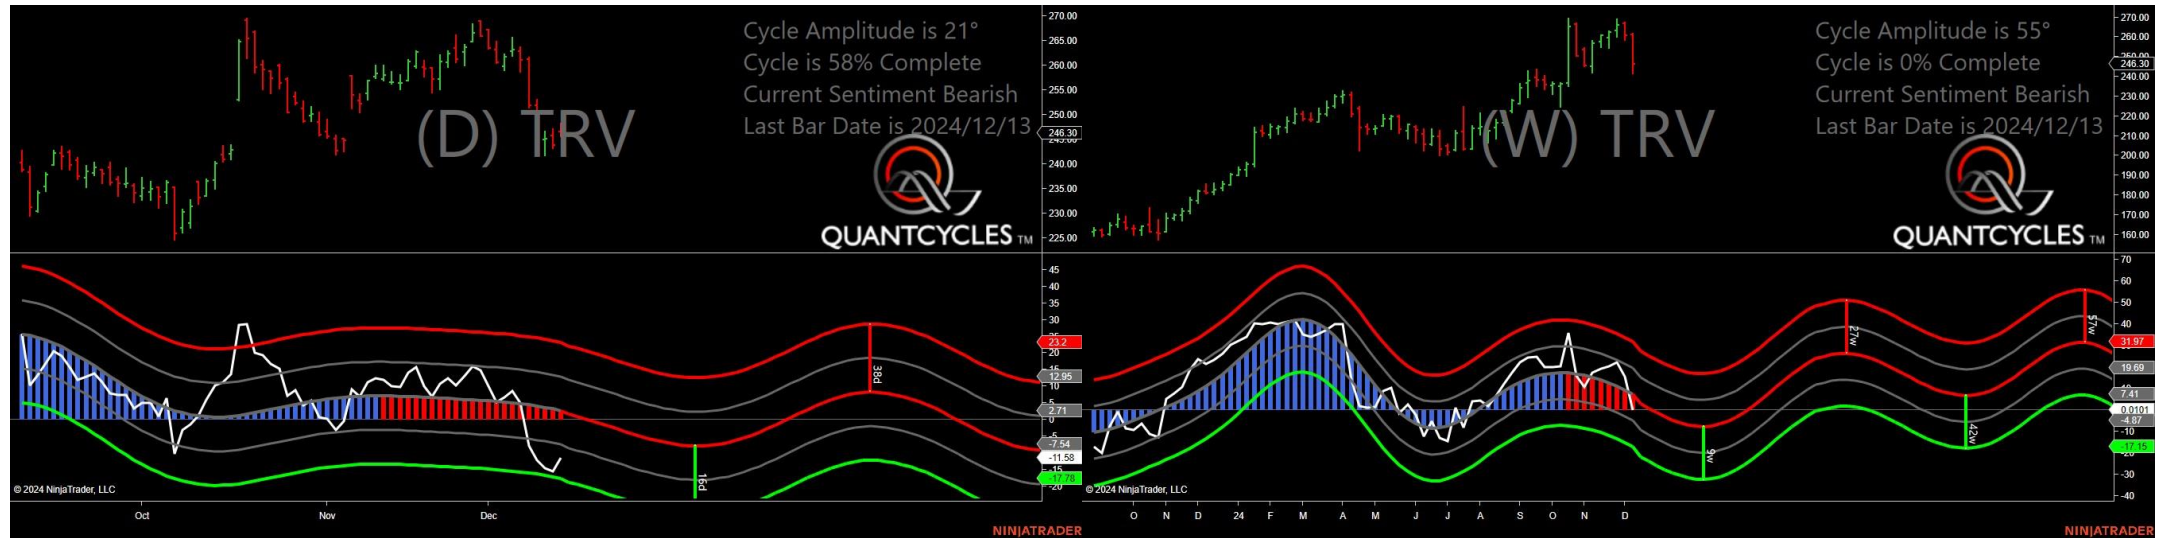 Cycle Amplitude is 21°
Cycle is 58% Complete
Current Sentiment Bearish
Last Bar Date is 2024/12/13
(D) TRV
QUANTCYCLES TM
270.00
265.00
260.00
255.00
250.00
246.30
245.00
240.00
235.00
230.00
225.00
45
40
35
30
23.2
20
15
12.95
10
5
2.71
0
-7.54
-11.58
-15
-17.78
-20
38d
16d
© 2024 NinjaTrader, LLC
Oct
Nov
Dec
NINJATRADER
Cycle Amplitude is 55°
Cycle is 0% Complete
Current Sentiment Bearish
Last Bar Date is 2024/12/13
(W) TRV
QUANTCYCLES TM
270.00
260.00
246.30
240.00
230.00
220.00
210.00
200.00
190.00
180.00
170.00
160.00
70
60
50
40
31.97
19.69
7.41
0.0101
-4.87
-10
-17.15
-30
-40
27w
57w
9w
42w
© 2024 NinjaTrader, LLC
O N D 24 F M A M J J A S O N D
NINJATRADER